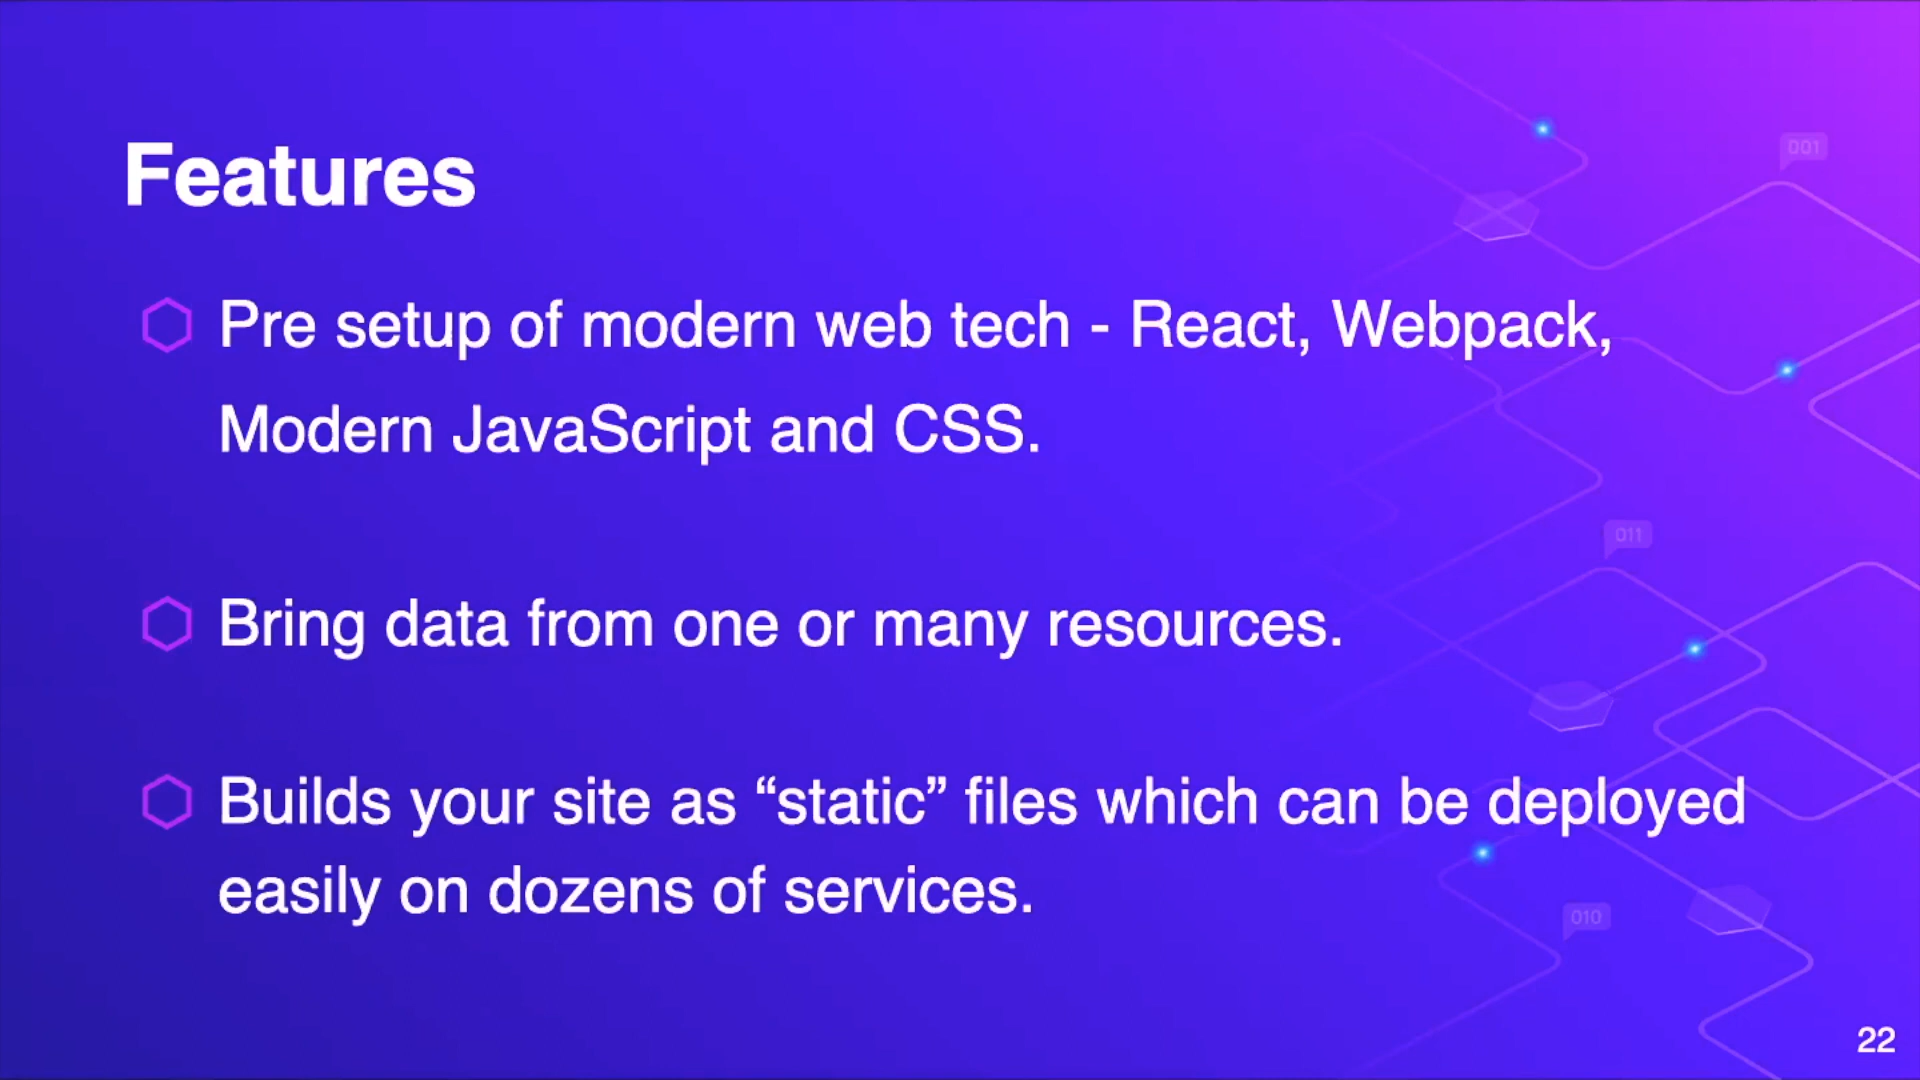 Features
Pre setup of modern web tech - React, Webpack,
Modern JavaScript and CSS.
Bring data from one or many resources.
Builds your site as “static” files which can be deployed
easily on dozens of services.
001
011
010
22